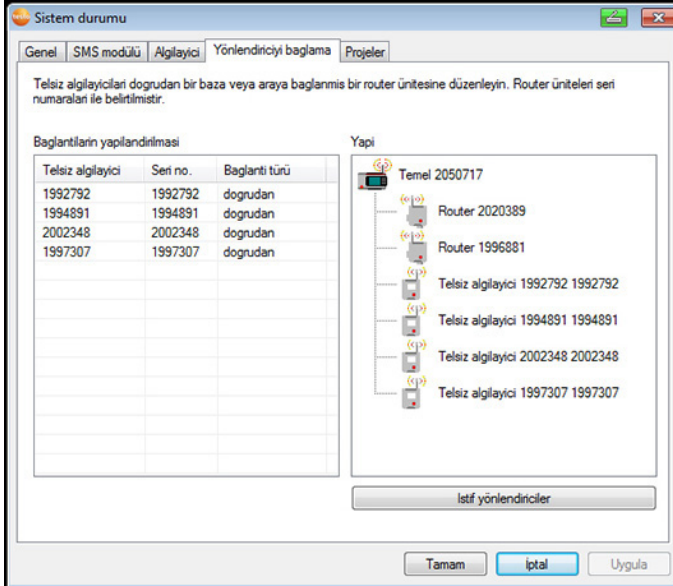 Sistem durumu
Genel SMS modülü Algilayici Yönlendiriciyi baglama Projeler
Telsiz algilayicilari dogrudan bir baza veya araya baglanmis bir router ünitesine düzenleyin. Router üniteleri seri
numaralari ile belirtilmistir.
Baglantilarin yapilandirilmasi
Telsiz algilayici Seri no. Baglanti türü
1992792 1992792 dogrudan
1994891 1994891 dogrudan
2002348 2002348 dogrudan
1997307 1997307 dogrudan
Yapi
Temel 2050717
Router 2020389
Router 1996881
Telsiz algilayici 1992792 1992792
Telsiz algilayici 1994891 1994891
Telsiz algilayici 2002348 2002348
Telsiz algilayici 1997307 1997307
Istif yönlendiriciler
Tamam İptal Uygula